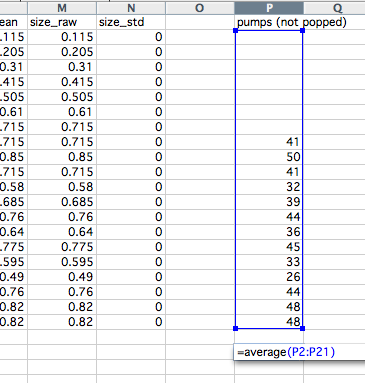 M N O P Q
ean size_raw size_std pumps (not popped)
.115 0.115 0
.205 0.205 0
0.31 0.31 0
.415 0.415 0
.505 0.505 0
0.61 0.61 0
.715 0.715 0
.715 0.715 0 41
0.85 0.85 0 50
.715 0.715 0 41
0.58 0.58 0 32
.685 0.685 0 39
0.76 0.76 0 44
0.64 0.64 0 36
.775 0.775 0 45
.595 0.595 0 33
0.49 0.49 0 26
0.76 0.76 0 44
0.82 0.82 0 48
0.82 0.82 0 48
=average(P2:P21)